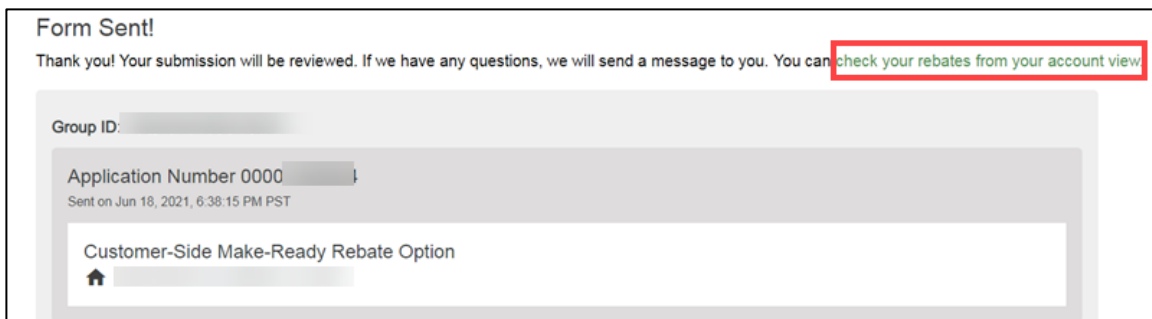 Form Sent!
Thank you! Your submission will be reviewed. If we have any questions, we will send a message to you. You can check your rebates from your account view.
Group ID:
Application Number 0000
Sent on Jun 18, 2021, 6:38:15 PM PST
Customer-Side Make-Ready Rebate Option